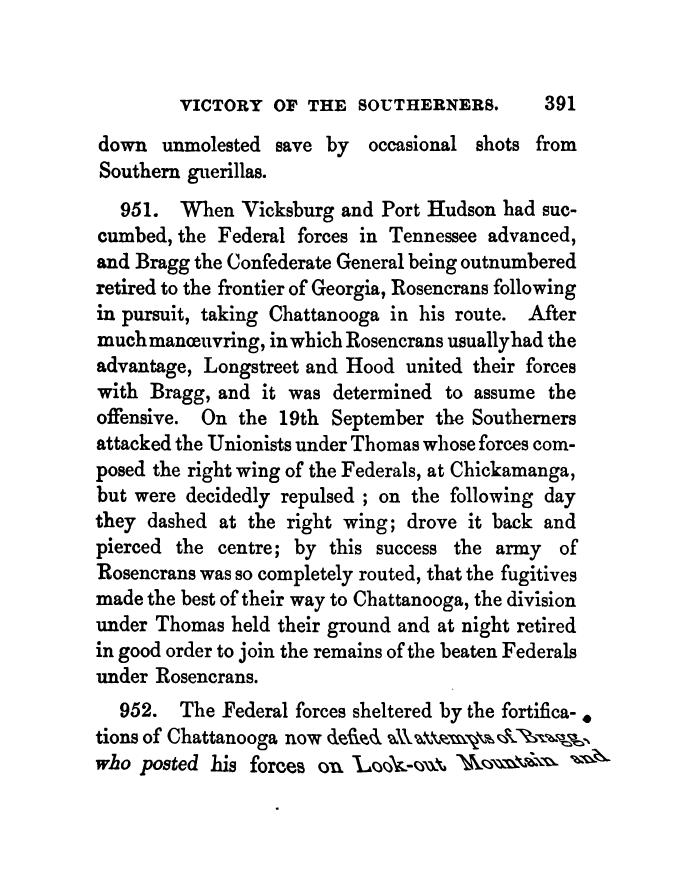 VICTORY OF THE SOUTHERNERS. 391
down unmolested save by occasional shots from
Southern guerillas.
951. When Vicksburg and Port Hudson had suc-
cumbed, the Federal forces in Tennessee advanced,
and Bragg the Confederate General being outnumbered
retired to the frontier of Georgia, Rosencrans following
in pursuit, taking Chattanooga in his route. After
much manœuvring, in which Rosencrans usually had the
advantage, Longstreet and Hood united their forces
with Bragg, and it was determined to assume the
offensive. On the 19th September the Southerners
attacked the Unionists under Thomas whose forces com-
posed the right wing of the Federals, at Chickamanga,
but were decidedly repulsed ; on the following day
they dashed at the right wing; drove it back and
pierced the centre; by this success the army of
Rosencrans was so completely routed, that the fugitives
made the best of their way to Chattanooga, the division
under Thomas held their ground and at night retired
in good order to join the remains of the beaten Federals
under Rosencrans.
952. The Federal forces sheltered by the fortifica-
tions of Chattanooga now defied all attempts of Bragg,
who posted his forces on Look-out Mountain and